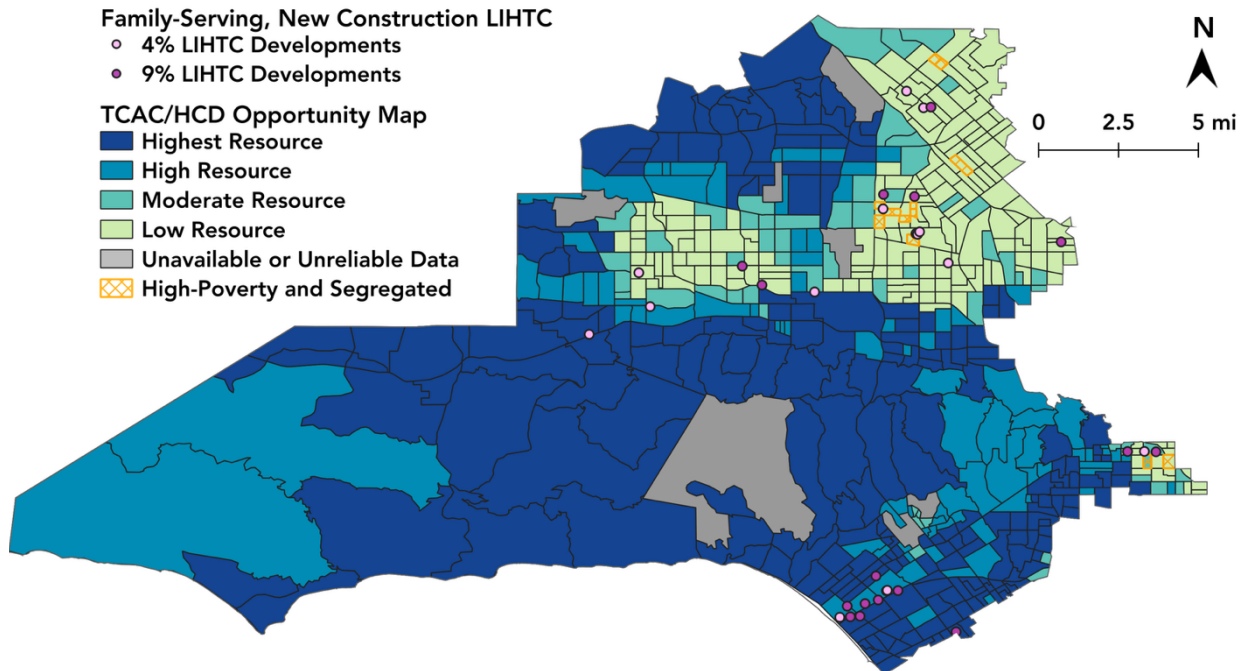 Family-Serving, New Construction LIHTC
4% LIHTC Developments
9% LIHTC Developments
TCAC/HCD Opportunity Map
Highest Resource
High Resource
Moderate Resource
Low Resource
Unavailable or Unreliable Data
High-Poverty and Segregated
N
0 2.5 5 mi